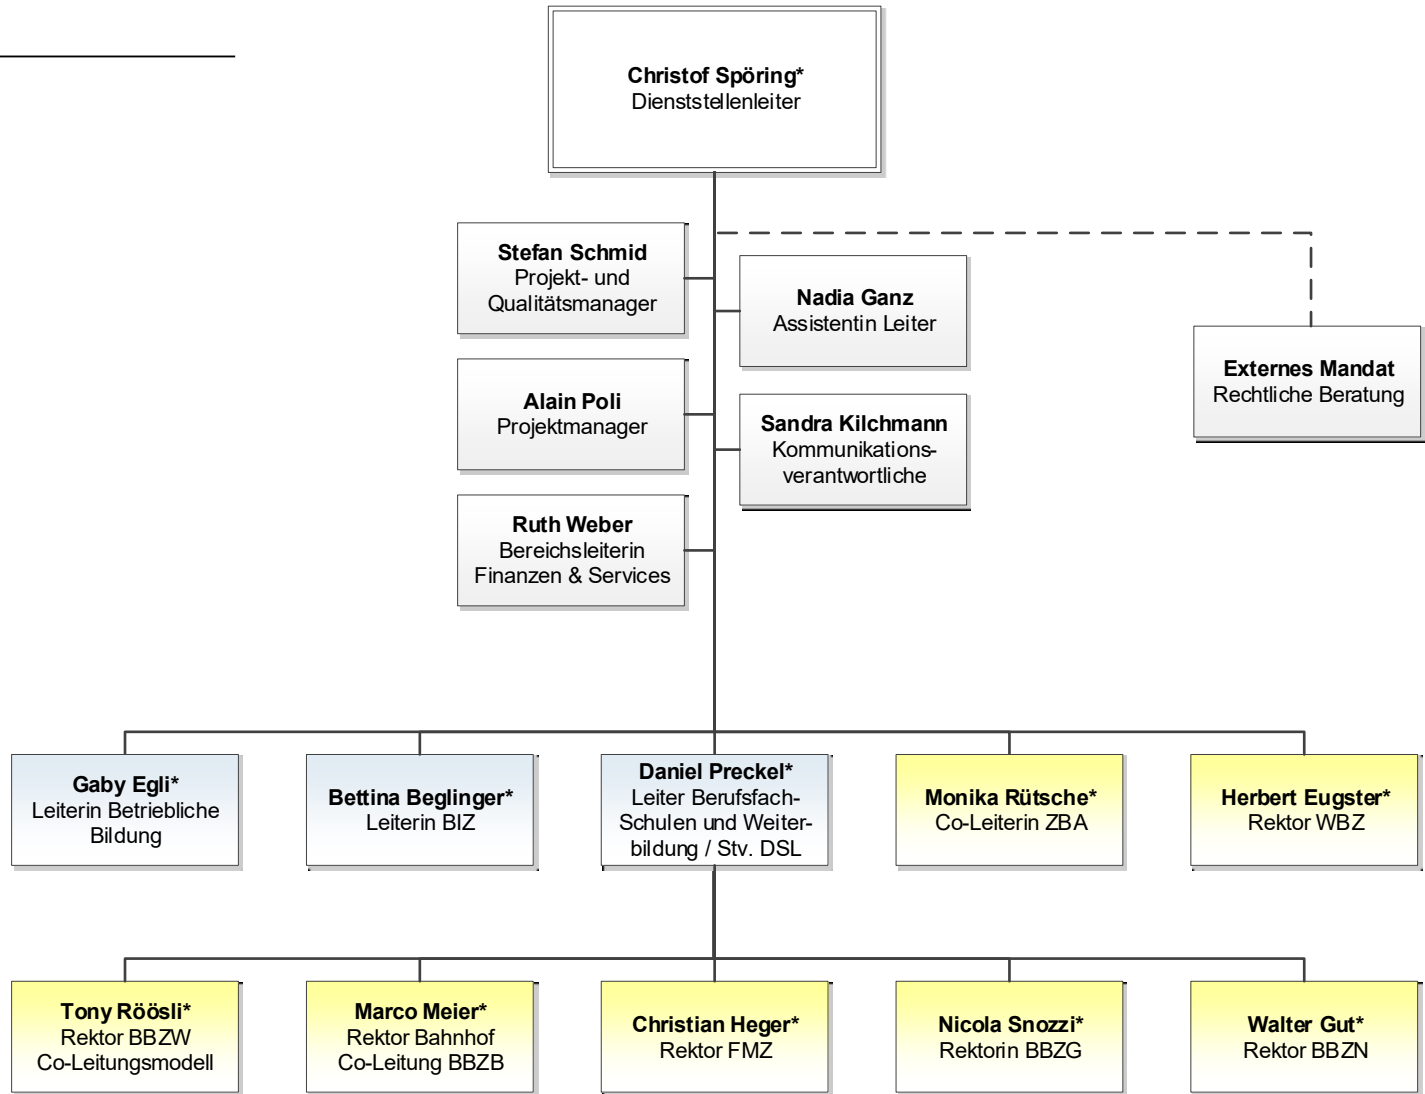 Christof Spöring*
Dienststellenleiter
Stefan Schmid
Projekt- und
Qualitätsmanager
Nadia Ganz
Assistentin Leiter
Externes Mandat
Rechtliche Beratung
Alain Poli
Projektmanager
Sandra Kilchmann
Kommunikations-
verantwortliche
Ruth Weber
Bereichsleiterin
Finanzen & Services
Gaby Egli*
Leiterin Betriebliche
Bildung
Bettina Beglinger*
Leiterin BIZ
Daniel Preckel*
Leiter Berufsfach-
Schulen und Weiter-
bildung / Stv. DSL
Monika Rütsche*
Co-Leiterin ZBA
Herbert Eugster*
Rektor WBZ
Tony Röösli*
Rektor BBZW
Co-Leitungsmodell
Marco Meier*
Rektor Bahnhof
Co-Leitung BBZB
Christian Heger*
Rektor FMZ
Nicola Snozzi*
Rektorin BBZG
Walter Gut*
Rektor BBZN